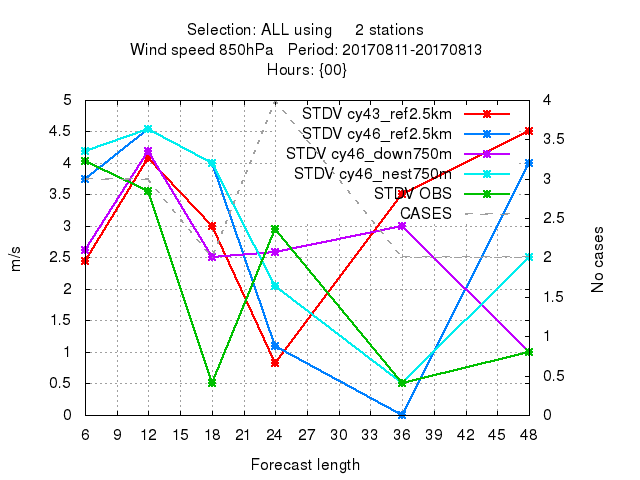 Selection: ALL using     2 stations
Wind speed 850hPa   Period: 20170811-20170813
Hours: {00}
5
4.5
4
3.5
3
2.5
2
1.5
1
0.5
0
m/s
STDV cy43_ref2.5km
STDV cy46_ref2.5km
STDV cy46_down750m
STDV cy46_nest750m
STDV OBS
CASES
4
3.5
3
2.5
2
1.5
1
0.5
0
No cases
6 9 12 15 18 21 24 27 30 33 36 39 42 45 48
Forecast length